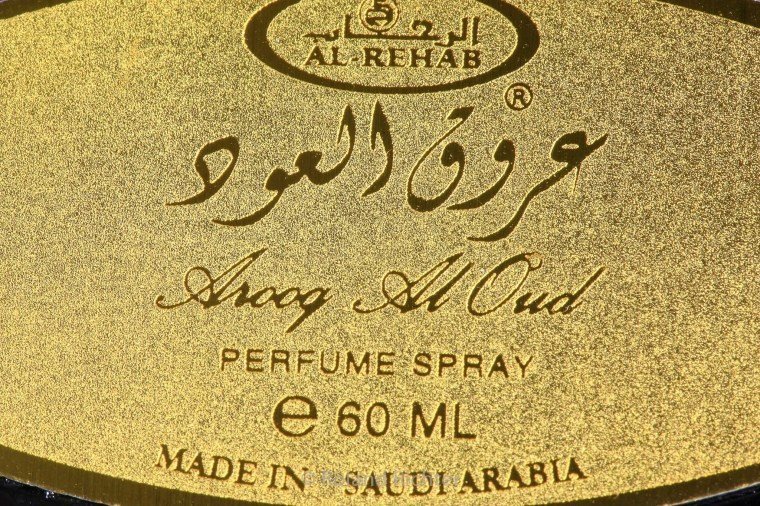 الرحاب
AL-REHAB
®
عروق العود
Arooq Al Oud
PERFUME SPRAY
e 60 ML
MADE IN SAUDI ARABIA